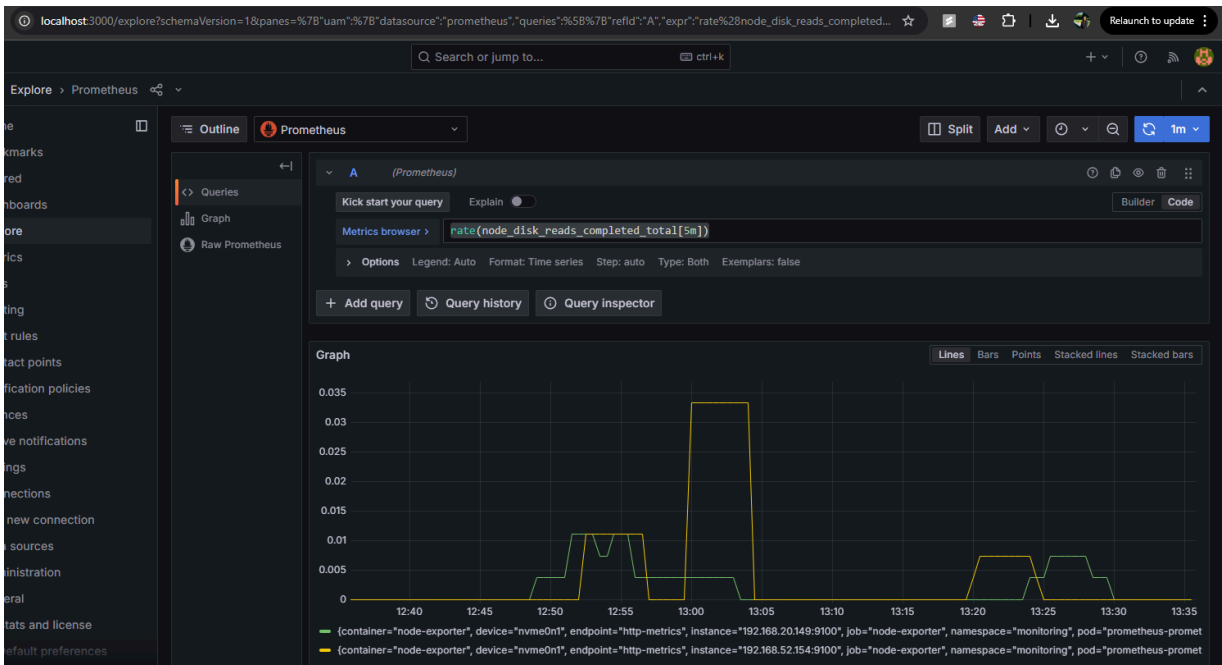 localhost:3000/explore?schemaVersion=1&panes=%7B"uam":%7B"datasource":"prometheus","queries":%5B%7B"refId":"A","expr":"rate%28node_disk_reads_completed...
Relaunch to update
Search or jump to...
ctrl+k
Explore > Prometheus
me
kmarks
red
hboards
ore
rics
s
ting
t rules
tact points
fication policies
nces
ve notifications
ings
nections
new connection
sources
inistration
eral
tats and license
efault preferences
Outline
Prometheus
Split
Add
1m
Queries
Graph
Raw Prometheus
A (Prometheus)
Kick start your query Explain
Builder Code
Metrics browser > rate(node_disk_reads_completed_total[5m])
> Options Legend: Auto Format: Time series Step: auto Type: Both Exemplars: false
+ Add query Query history Query inspector
Graph
Lines Bars Points Stacked lines Stacked bars
0.035
0.03
0.025
0.02
0.015
0.01
0.005
0
12:40 12:45 12:50 12:55 13:00 13:05 13:10 13:15 13:20 13:25 13:30 13:35
{container="node-exporter", device="nvme0n1", endpoint="http-metrics", instance="192.168.20.149:9100", job="node-exporter", namespace="monitoring", pod="prometheus-promet
{container="node-exporter", device="nvme0n1", endpoint="http-metrics", instance="192.168.52.154:9100", job="node-exporter", namespace="monitoring", pod="prometheus-promet